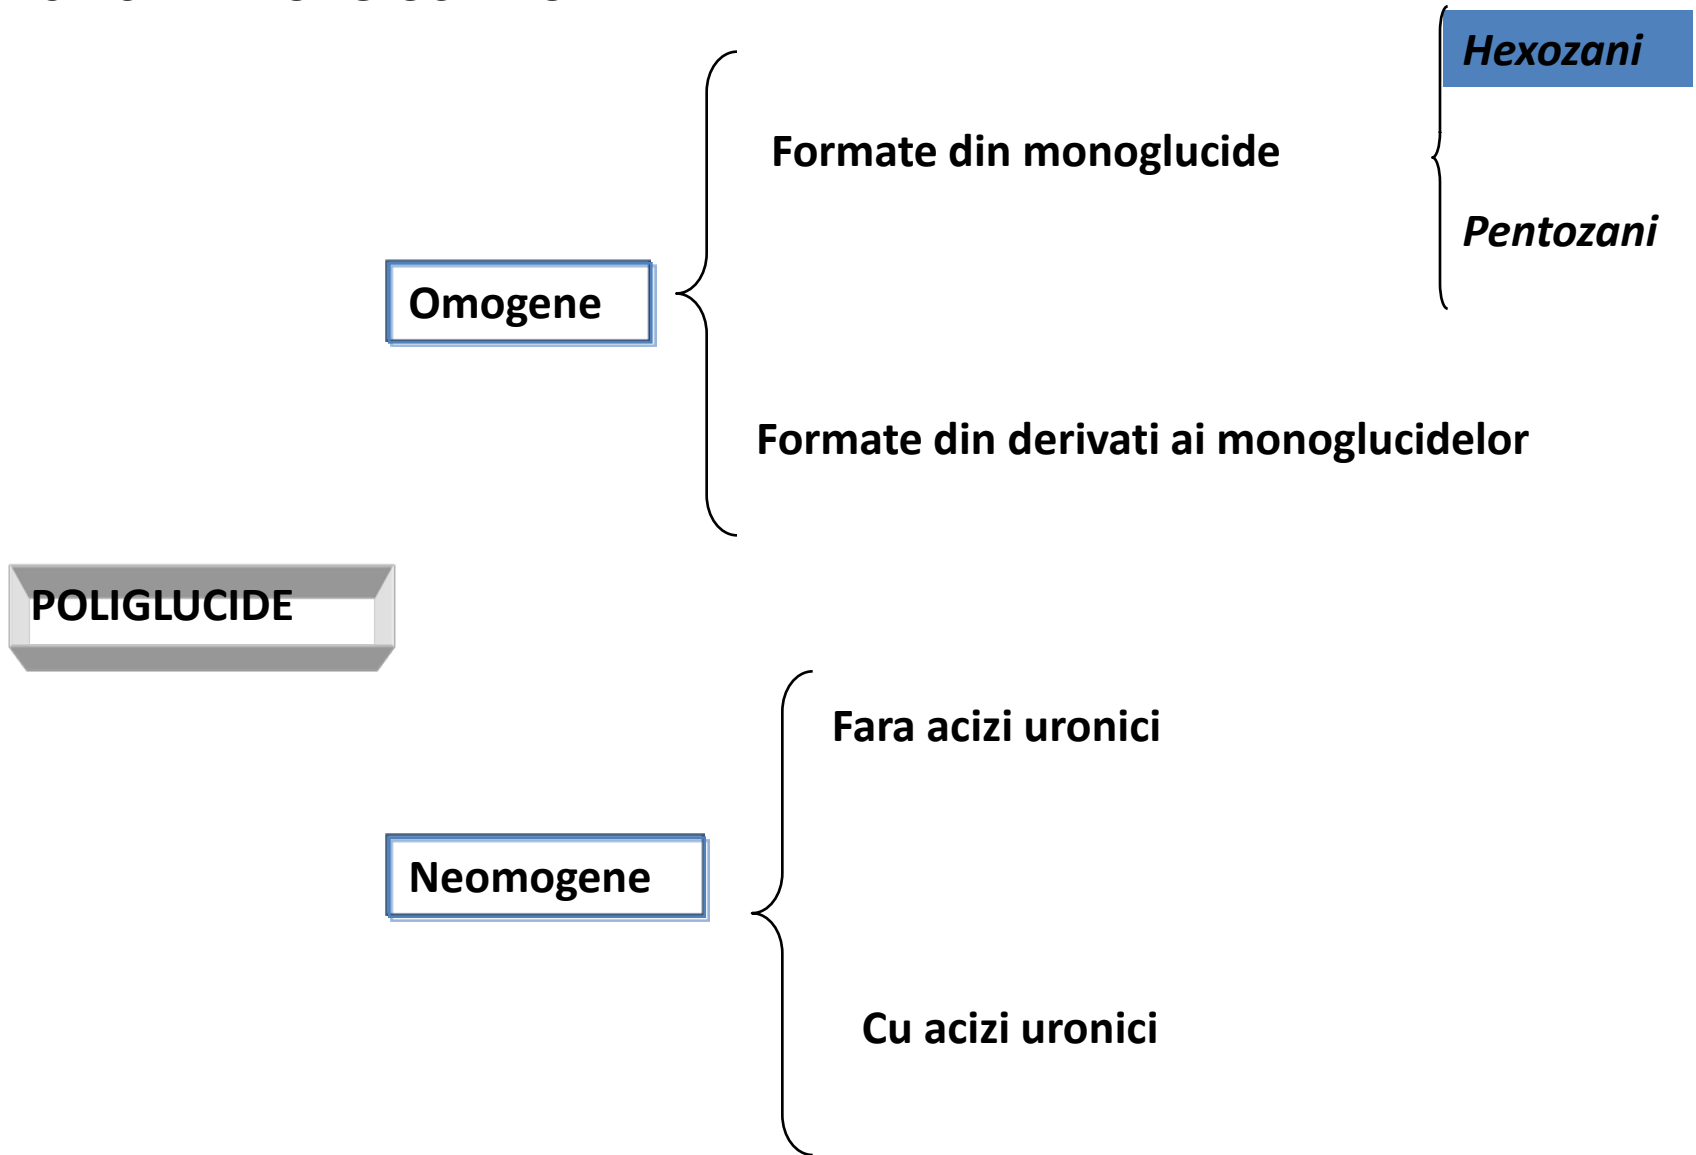 Hexozani
Formate din monoglucide
Pentozani
Omogene
Formate din derivati ai monoglucidelor
POLIGLUCIDE
Fara acizi uronici
Neomogene
Cu acizi uronici